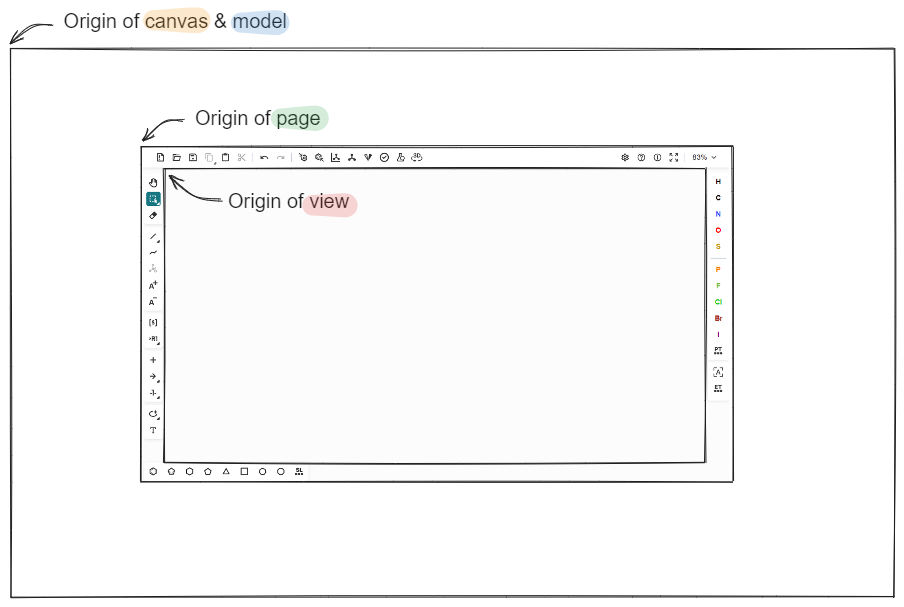 Origin of canvas & model
Origin of page
83%
Origin of view
H
C
N
O
S
P
F
Cl
Br
I
PT
A
ET
A+
A-
[s]
T
SL